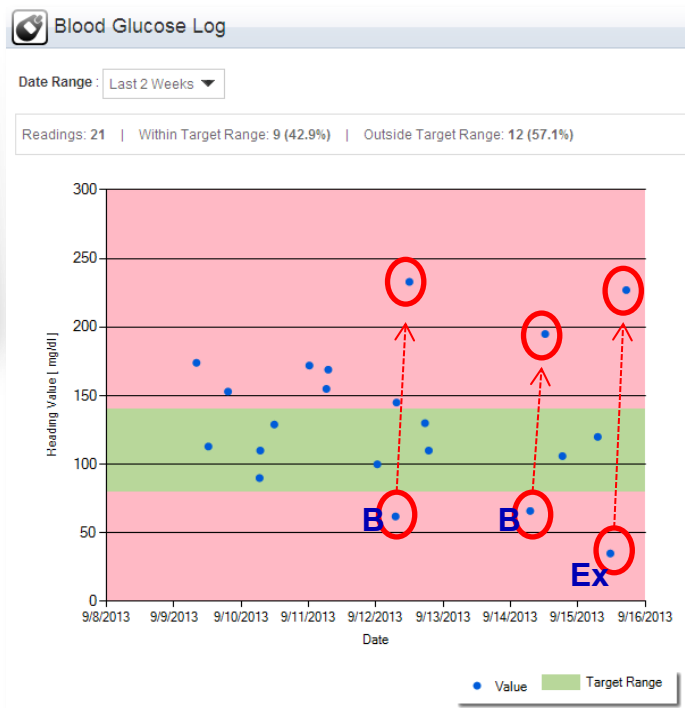 Blood Glucose Log
Date Range : Last 2 Weeks
Readings: 21 | Within Target Range: 9 (42.9%) | Outside Target Range: 12 (57.1%)
300
250
200
150
100
50
0
Reading Value [ mg/dl ]
B
B
Ex
9/8/2013 9/9/2013 9/10/2013 9/11/2013 9/12/2013 9/13/2013 9/14/2013 9/15/2013 9/16/2013
Date
Value Target Range